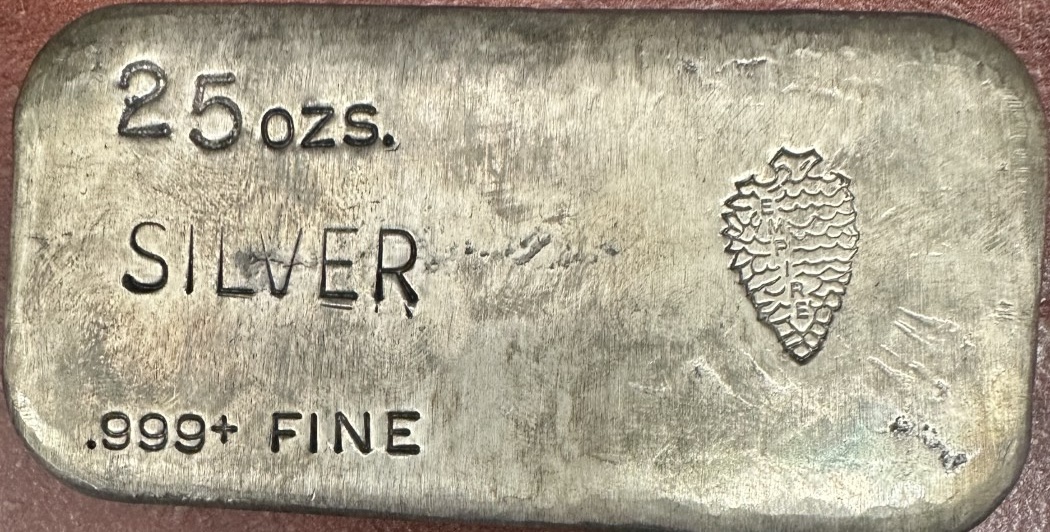 25 ozs.
SILVER
.999+ FINE
EMPIRE